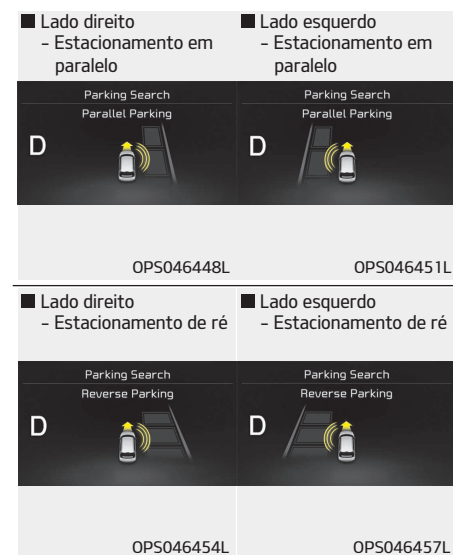 ■ Lado direito
– Estacionamento em
paralelo
Parking Search
Parallel Parking
D
OPS046448L
■ Lado esquerdo
– Estacionamento em
paralelo
Parking Search
Parallel Parking
D
OPS046451L
■ Lado direito
– Estacionamento de ré
Parking Search
Reverse Parking
D
OPS046454L
■ Lado esquerdo
– Estacionamento de ré
Parking Search
Reverse Parking
D
OPS046457L